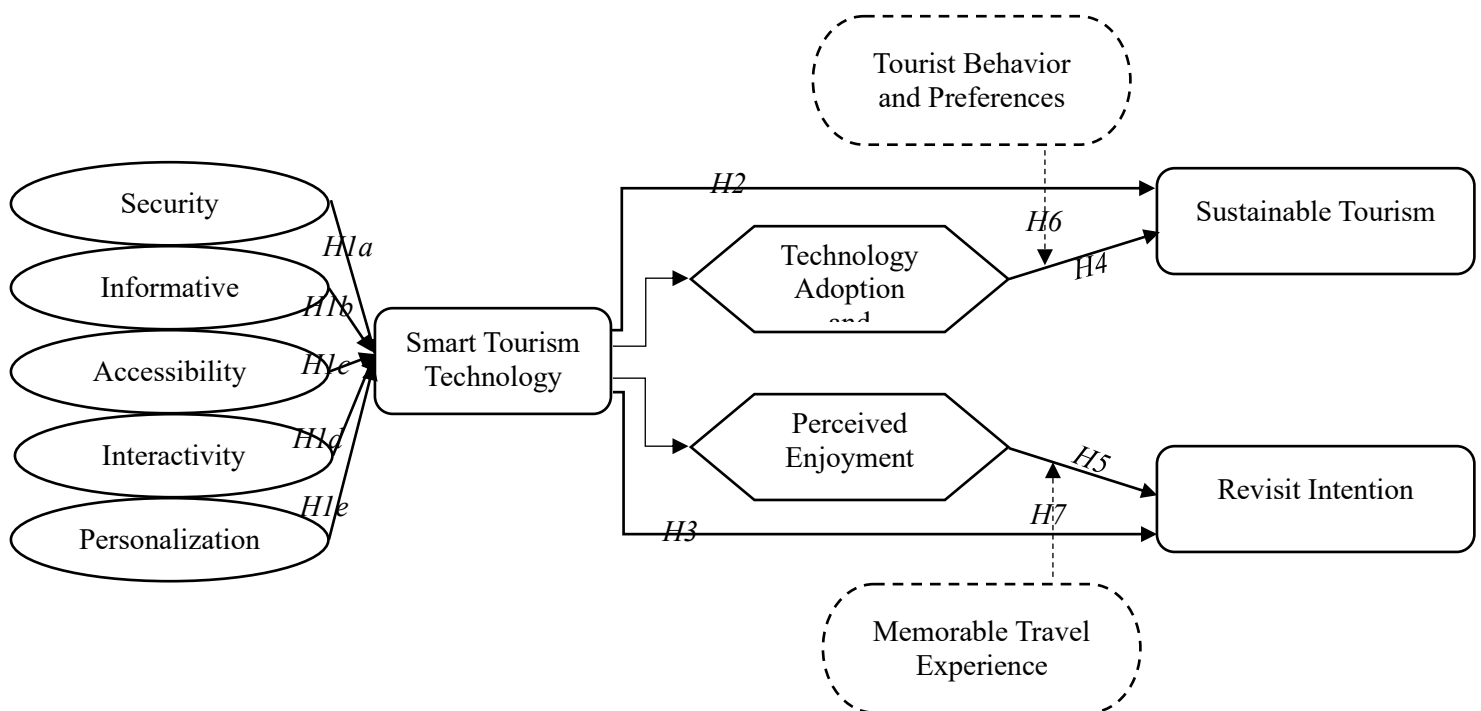 Tourist Behavior
and Preferences
Security
H1a
Informative
H1b
Accessibility
H1c
Interactivity
H1d
Personalization
H1e
Smart Tourism
Technology
H2
H6
H4
Technology
Adoption
and
Sustainable Tourism
Perceived
Enjoyment
H5
H7
H3
Revisit Intention
Memorable Travel
Experience